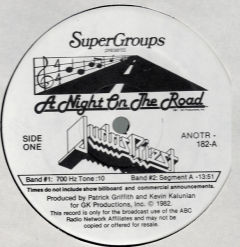 SuperGroups
presents
A Night On The Road
SIDE
ONE
ANOTR -
182-A
Judas Priest
Band #1: 700 Hz Tone :10
Band #2: Segment A -13:51
Times do not include show billboard and commercial announcements.
Produced by Patrick Griffith and Kevin Kalunian
for GK Productions, Inc. © 1982.
This record is only for the broadcast use of the ABC
Radio Network Affiliates and may not be
copied or offered for resale.